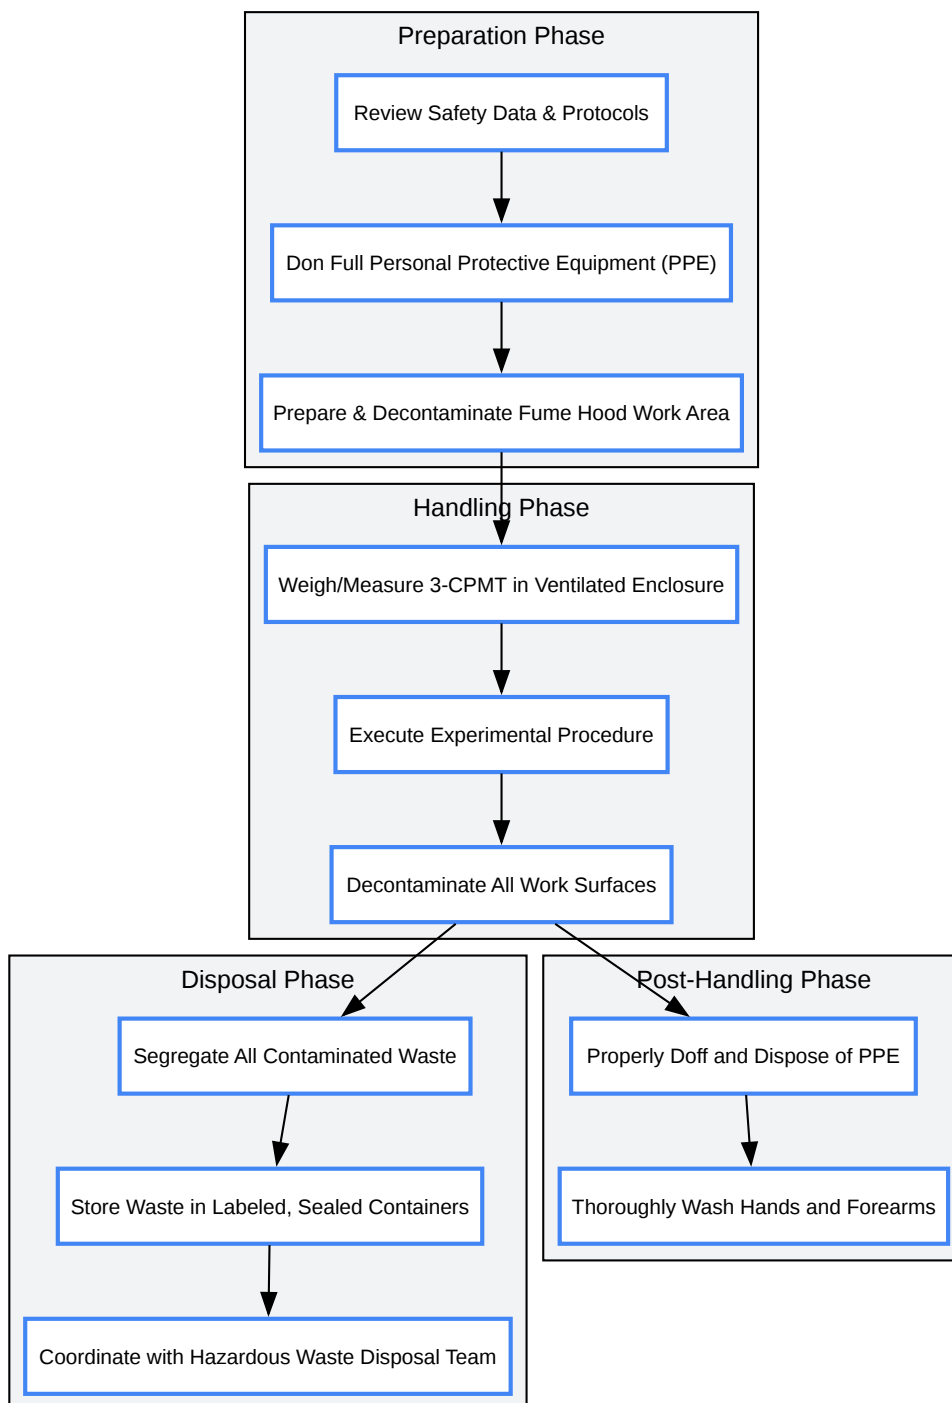 Preparation Phase
Review Safety Data & Protocols
Don Full Personal Protective Equipment (PPE)
Prepare & Decontaminate Fume Hood Work Area
Handling Phase
Weigh/Measure 3-CPMT in Ventilated Enclosure
Execute Experimental Procedure
Decontaminate All Work Surfaces
Disposal Phase
Segregate All Contaminated Waste
Store Waste in Labeled, Sealed Containers
Coordinate with Hazardous Waste Disposal Team
Post-Handling Phase
Properly Doff and Dispose of PPE
Thoroughly Wash Hands and Forearms